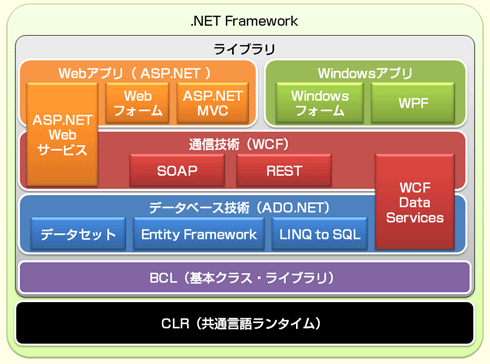 .NET Framework
ライブラリ
Webアプリ（ ASP.NET ）
Windowsアプリ
ASP.NET
Web
サービス
Web
フォーム
ASP.NET
MVC
Windows
フォーム
WPF
通信技術（WCF）
SOAP
REST
WCF
Data
Services
データベース技術（ADO.NET）
データセット
Entity Framework
LINQ to SQL
BCL（基本クラス・ライブラリ）
CLR（共通言語ランタイム）